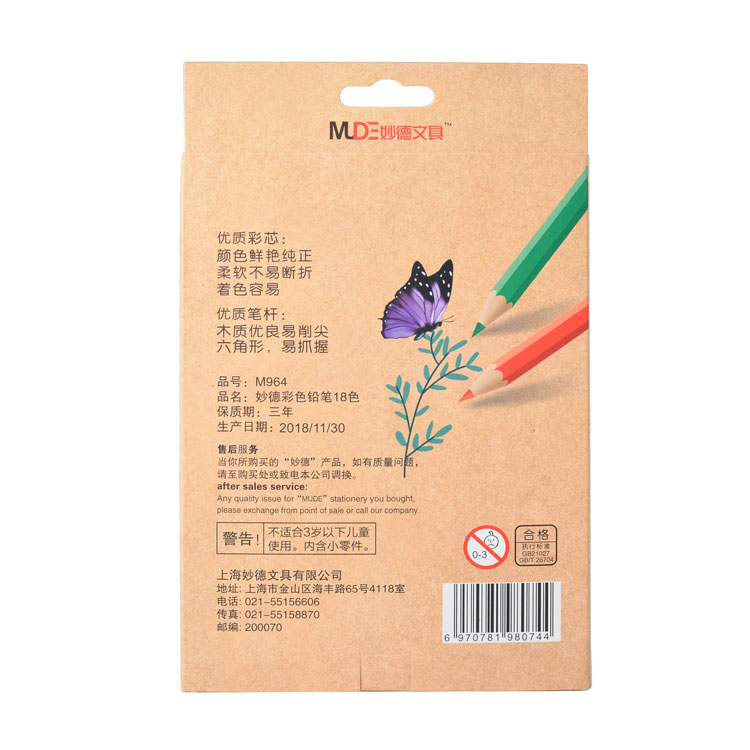 MUDE妙德文具™
优质彩芯：
颜色鲜艳纯正
柔软不易断折
着色容易
优质笔杆：
木质优良易削尖
六角形，易抓握
品号：M964
品名：妙德彩色铅笔18色
保质期：三年
生产日期：2018/11/30
售后服务
当你所购买的“妙德”产品，如有质量问题，
请至购买处或致电本公司调换。
after sales service:
Any quality issue for “MUDE” stationery you bought,
please exchange from point of sale or call our company.
警告！
不适合3岁以下儿童
使用。内含小零件。
0-3
合格
执行标准
GB21027
GB/T 26704
上海妙德文具有限公司
地址: 上海市金山区海丰路65号4118室
电话: 021-55156606
传真: 021-55158870
邮编: 200070
6 970781 980744